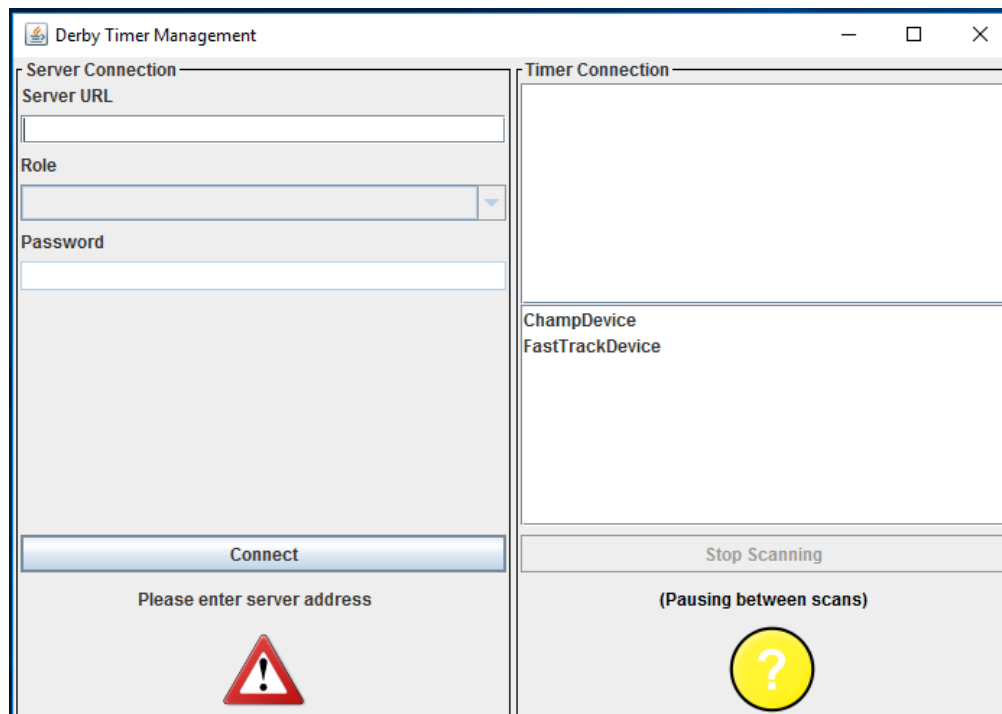 Derby Timer Management
Server Connection
Server URL
Role
Password
Connect
Please enter server address
!
Timer Connection
ChampDevice
FastTrackDevice
Stop Scanning
(Pausing between scans)
?